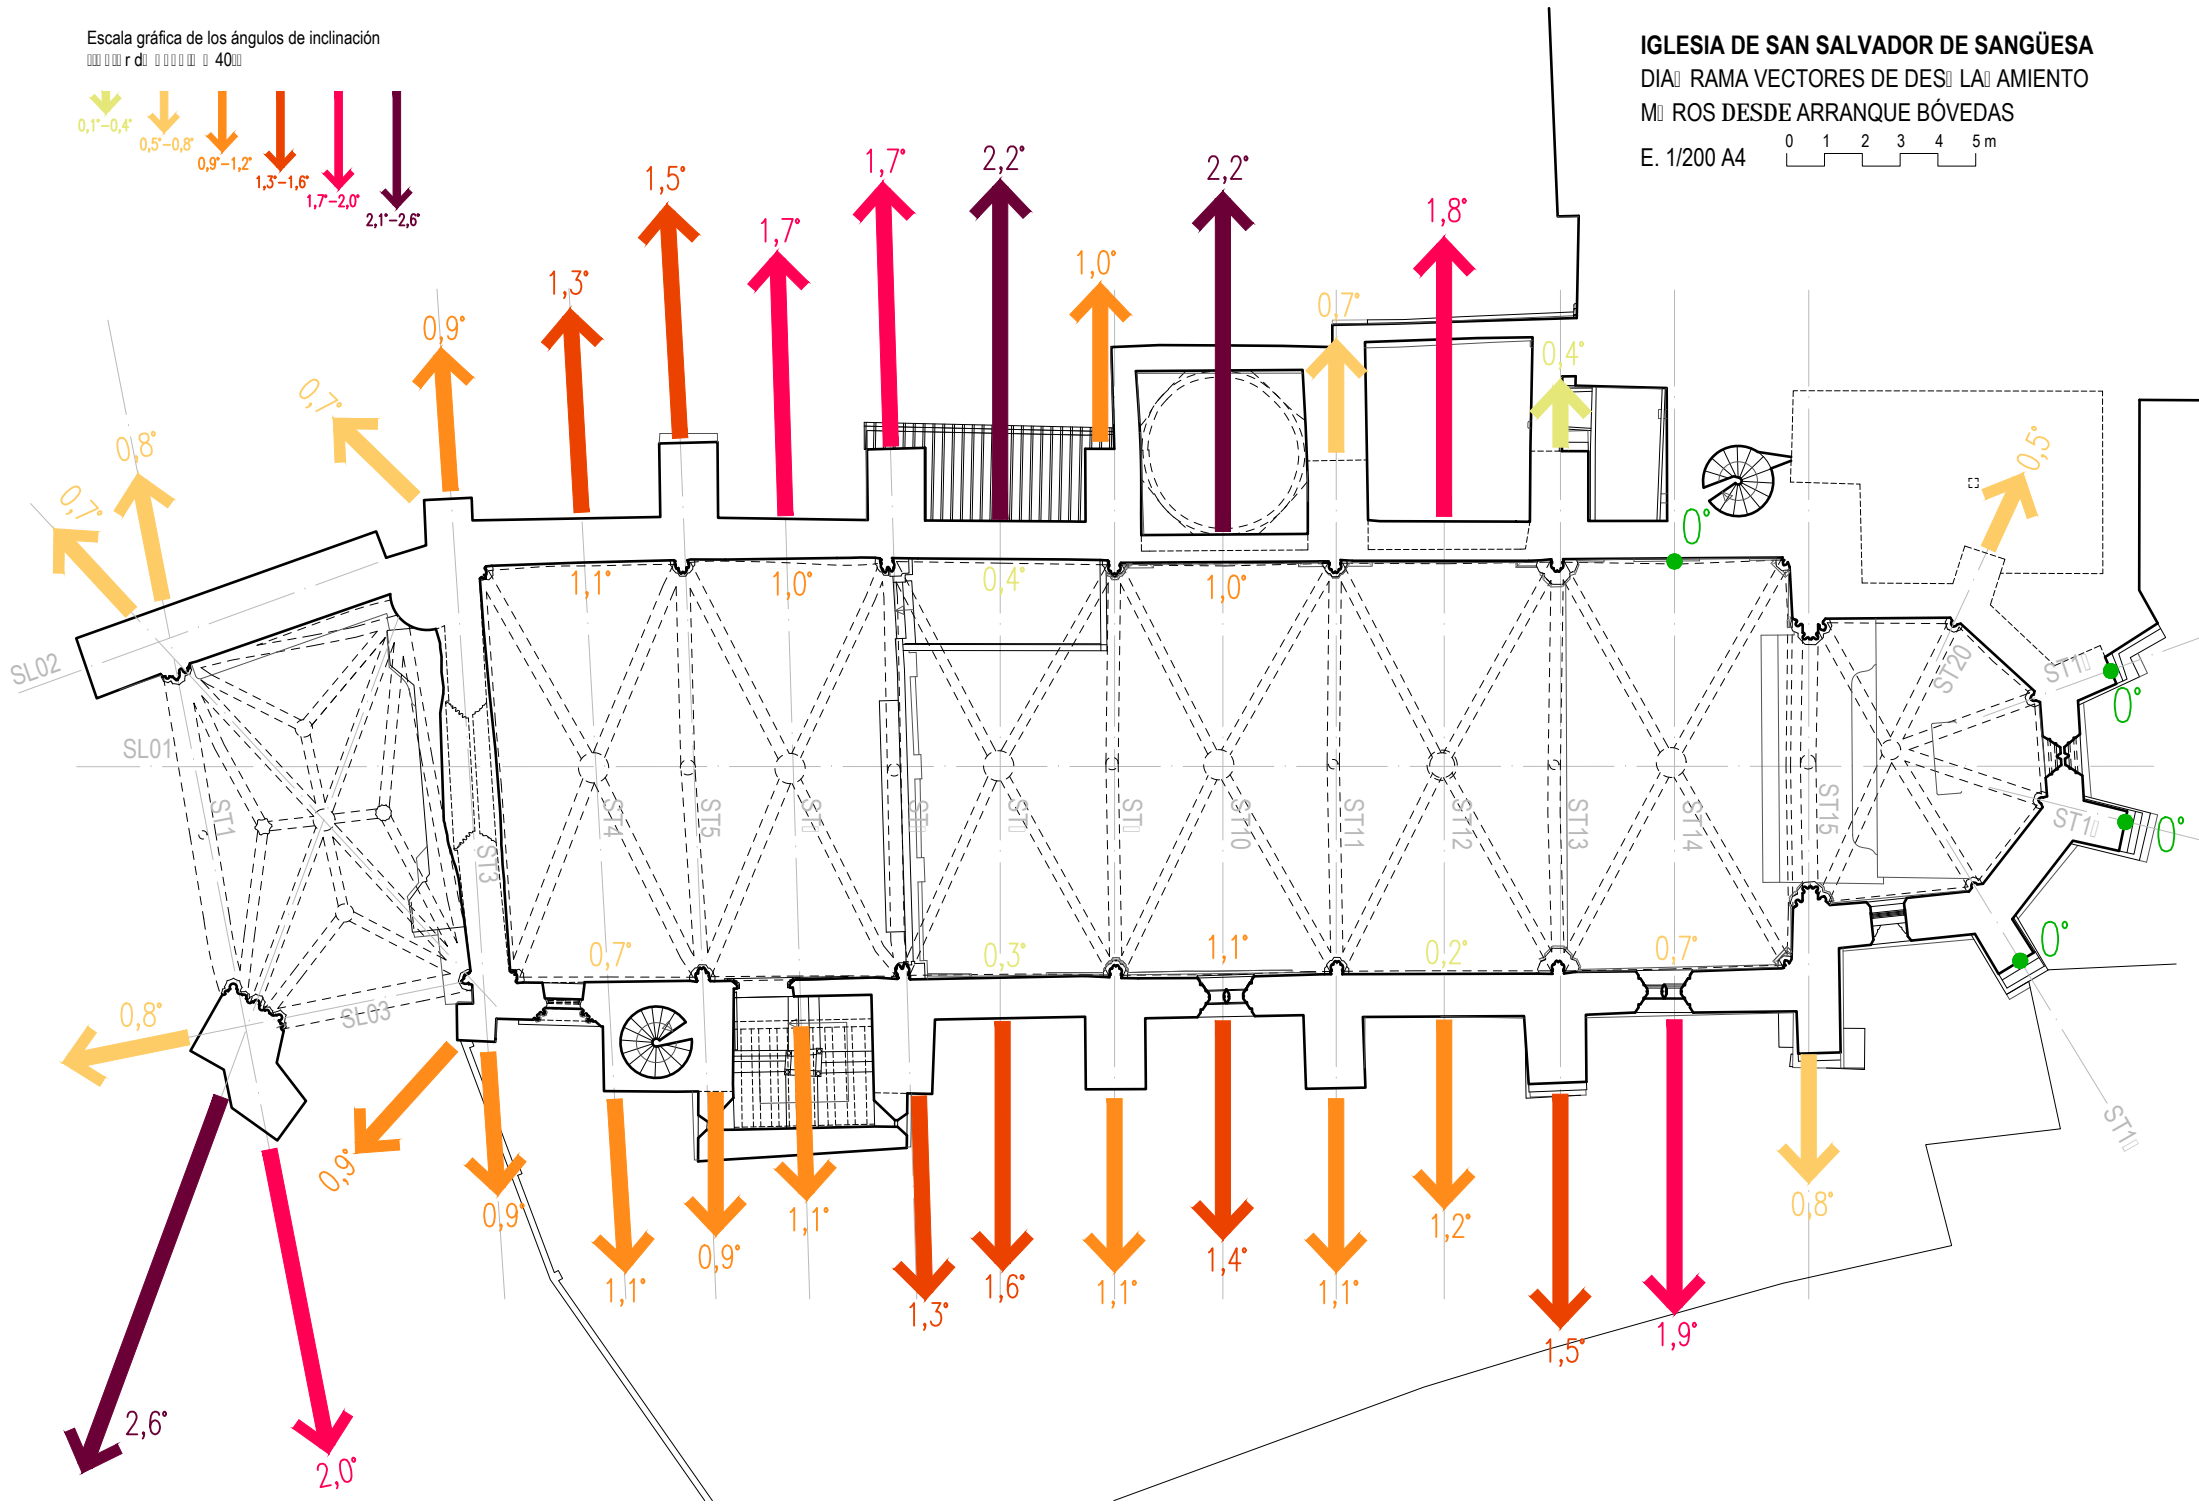 Escala gráfica de los ángulos de inclinación
40
0,1°–0,4°
0,5°–0,8°
0,9°–1,2°
1,3°–1,6°
1,7°–2,0°
2,1°–2,6°
IGLESIA DE SAN SALVADOR DE SANGÜESA
VECTORES DE
DESDE ARRANQUE BÓVEDAS
E. 1/200 A4
0 1 2 3 4 5 m
1,5°
1,7°
1,7°
2,2°
2,2°
1,8°
1,0°
0,7°
0,4°
1,3°
0,9°
0,7°
0,8°
0,7°
0,5°
0°
1,1°
1,0°
0,4°
1,0°
SL02
SL01
ST20
0°
ST1
ST3
ST4
ST5
ST10
ST11
ST12
ST13
ST14
ST15
0°
0°
0,7°
0,3°
1,1°
0,2°
0,7°
SL03
0,8°
0,9°
0,9°
1,1°
0,9°
1,1°
1,3°
1,6°
1,1°
1,4°
1,1°
1,2°
1,5°
1,9°
0,8°
2,6°
2,0°